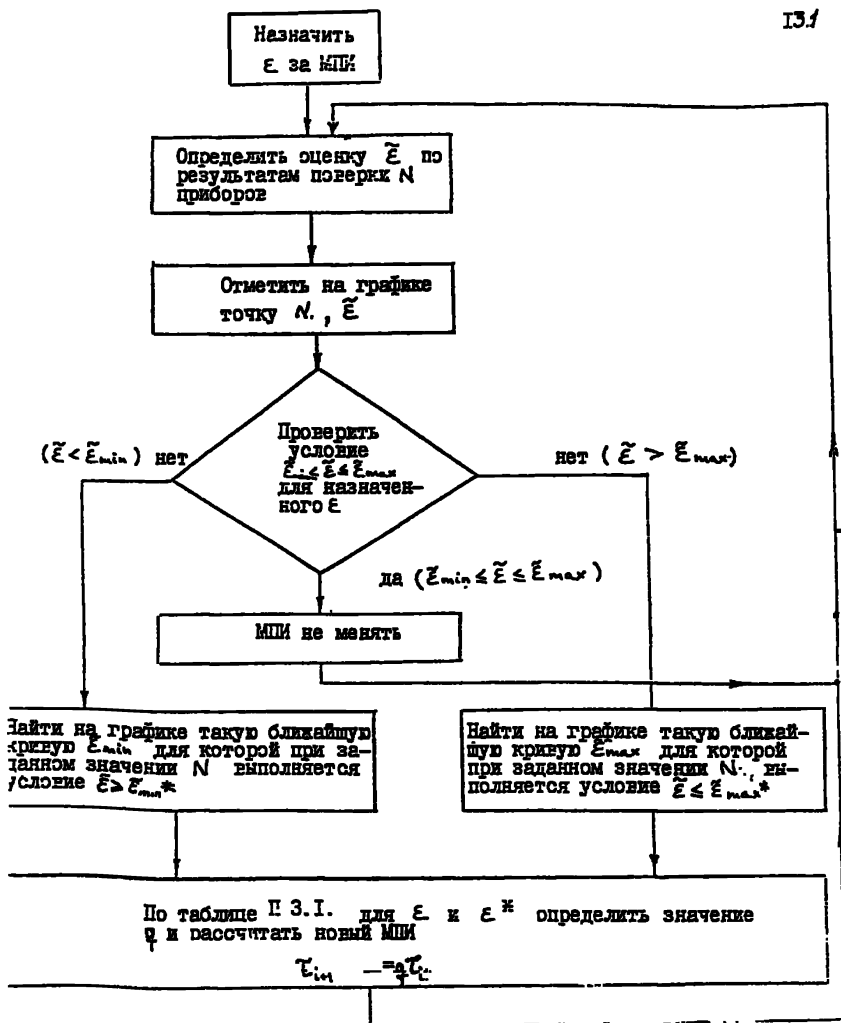 I3.1
Назначить
ε за МПИ
Определить оценку ε̃ по
результатам поверки N
приборов
Отметить на графике
точку N., ε̃
Проверить
условие
ε̃min ≤ ε̃ ≤ ε̃max
для назначен-
ного ε
(ε̃ < ε̃min) нет
нет (ε̃ > ε̃max)
да (ε̃min ≤ ε̃ ≤ ε̃max)
МПИ не менять
Найти на графике такую ближайшую
кривую ε̃min для которой при за-
данном значении N выполняется
условие ε̃ ≥ ε̃min*
Найти на графике такую ближай-
шую кривую ε̃max для которой
при заданном значении N., вы-
полняется условие ε̃ ≤ ε̃max*
По таблице П 3.I. для ε и ε* определить значение
q и рассчитать новый МПИ
τi+1 = qτi